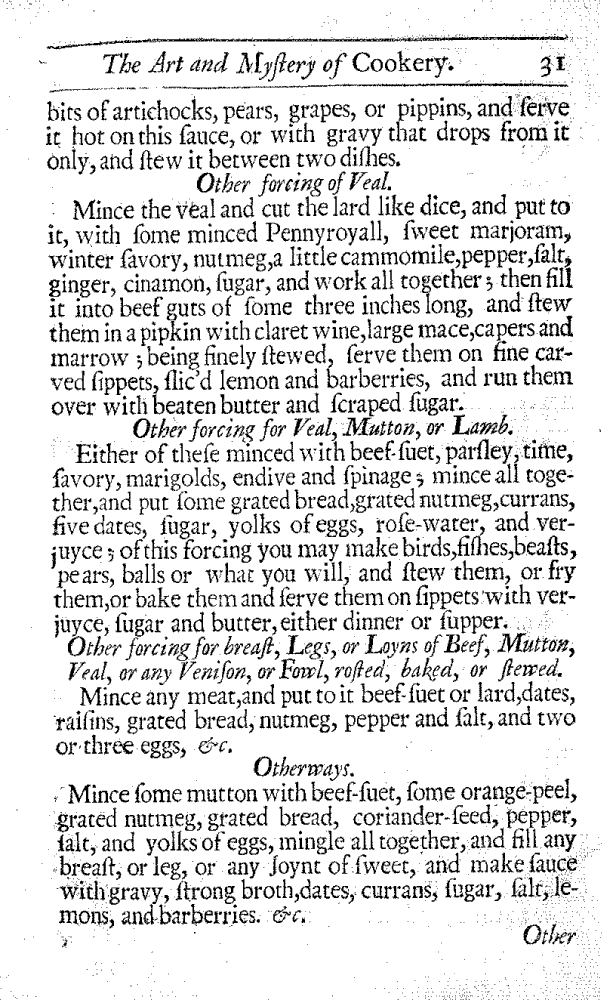 The Art and Myſtery of Cookery. 31
bits of artichocks, pears, grapes, or pippins, and ſerve
it hot on this ſauce, or with gravy that drops from it
only, and ſtew it between two diſhes.
Other forcing of Veal.
Mince the veal and cut the lard like dice, and put to
it, with ſome minced Pennyroyall, ſweet marjoram,
winter ſavory, nutmeg, a little cammomile, pepper, ſalt,
ginger, cinamon, ſugar, and work all together; then fill
it into beef guts of ſome three inches long, and ſtew
them in a pipkin with claret wine, large mace, capers and
marrow; being finely ſtewed, ſerve them on fine car-
ved ſippets, ſlic'd lemon and barberries, and run them
over with beaten butter and ſcraped ſugar.
Other forcing for Veal, Mutton, or Lamb.
Either of theſe minced with beef-ſuet, parſley, time,
ſavory, marigolds, endive and ſpinage; mince all toge-
ther, and put ſome grated bread, grated nutmeg, currans,
five dates, ſugar, yolks of eggs, roſe-water, and ver-
juyce; of this forcing you may make birds, fiſhes, beaſts,
pears, balls or what you will, and ſtew them, or fry
them, or bake them and ſerve them on ſippets with ver-
juyce, ſugar and butter, either dinner or ſupper.
Other forcing for breaſt, Legs, or Loyns of Beef, Mutton,
Veal, or any Veniſon, or Fowl, roſted, baked, or ſtewed.
Mince any meat, and put to it beef-ſuet or lard, dates,
raiſins, grated bread, nutmeg, pepper and ſalt, and two
or three eggs, &c.
Otherways.
Mince ſome mutton with beef-ſuet, ſome orange-peel,
grated nutmeg, grated bread, coriander-ſeed, pepper,
ſalt, and yolks of eggs, mingle all together, and fill any
breaſt, or leg, or any Joynt of ſweet, and make ſauce
with gravy, ſtrong broth, dates, currans, ſugar, ſalt, le-
mons, and barberries. &c.
Other